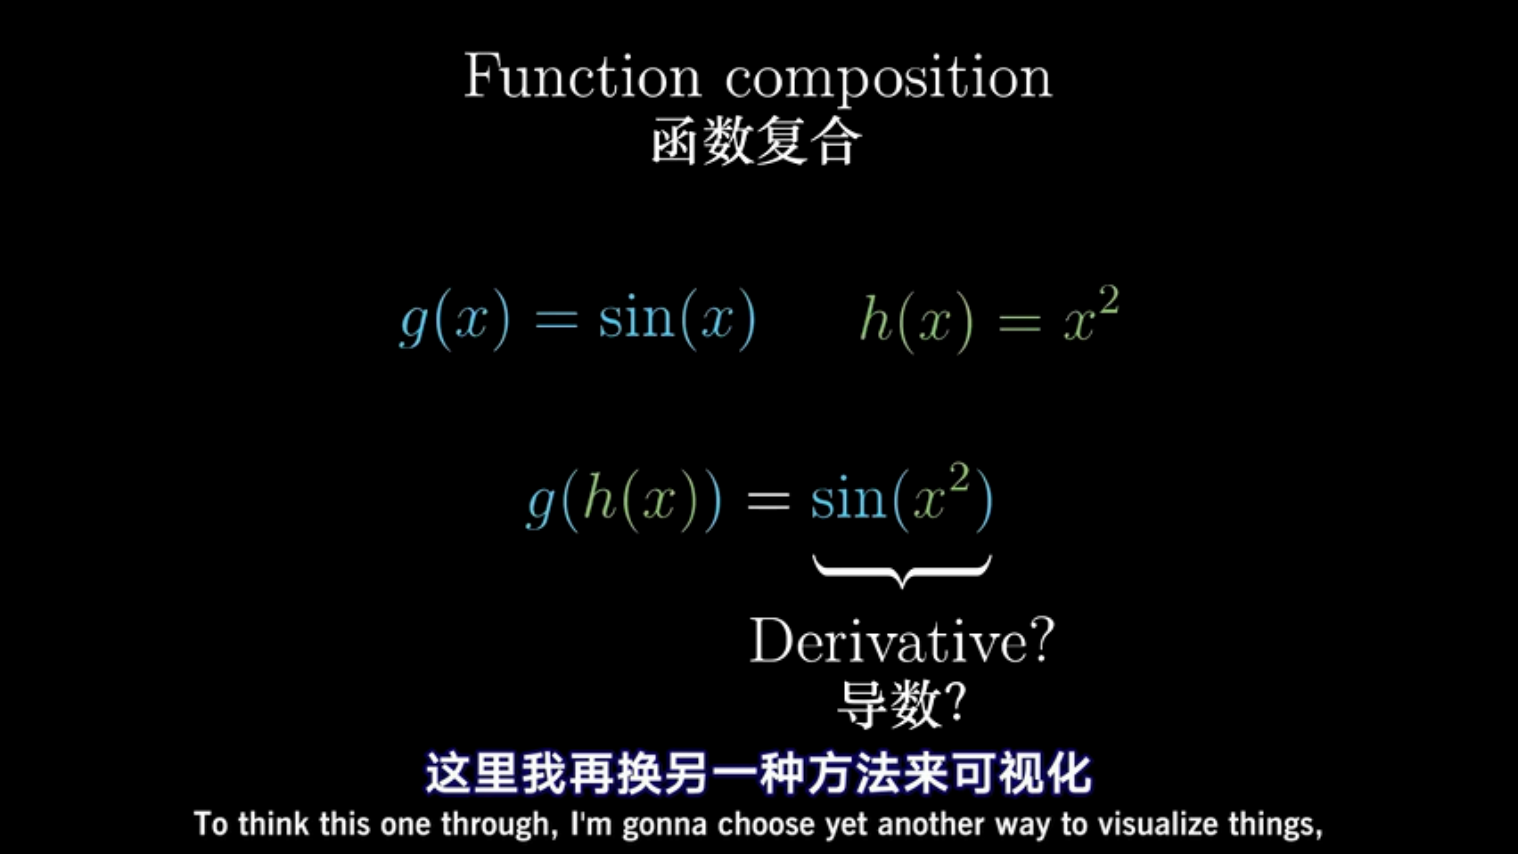 Function composition
函数复合
g(x) = sin(x) h(x) = x²
g(h(x)) = sin(x²)
Derivative?
导数?
这里我再换另一种方法来可视化
To think this one through, I'm gonna choose yet another way to visualize things,